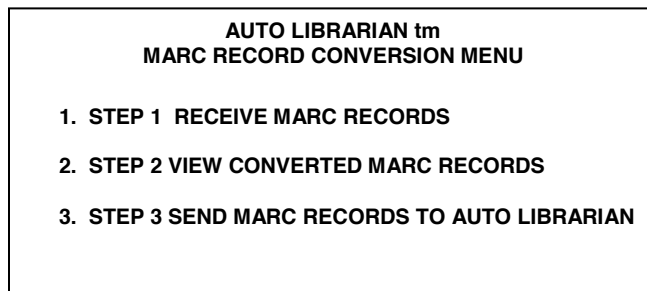 AUTO LIBRARIAN tm
MARC RECORD CONVERSION MENU
1. STEP 1 RECEIVE MARC RECORDS
2. STEP 2 VIEW CONVERTED MARC RECORDS
3. STEP 3 SEND MARC RECORDS TO AUTO LIBRARIAN